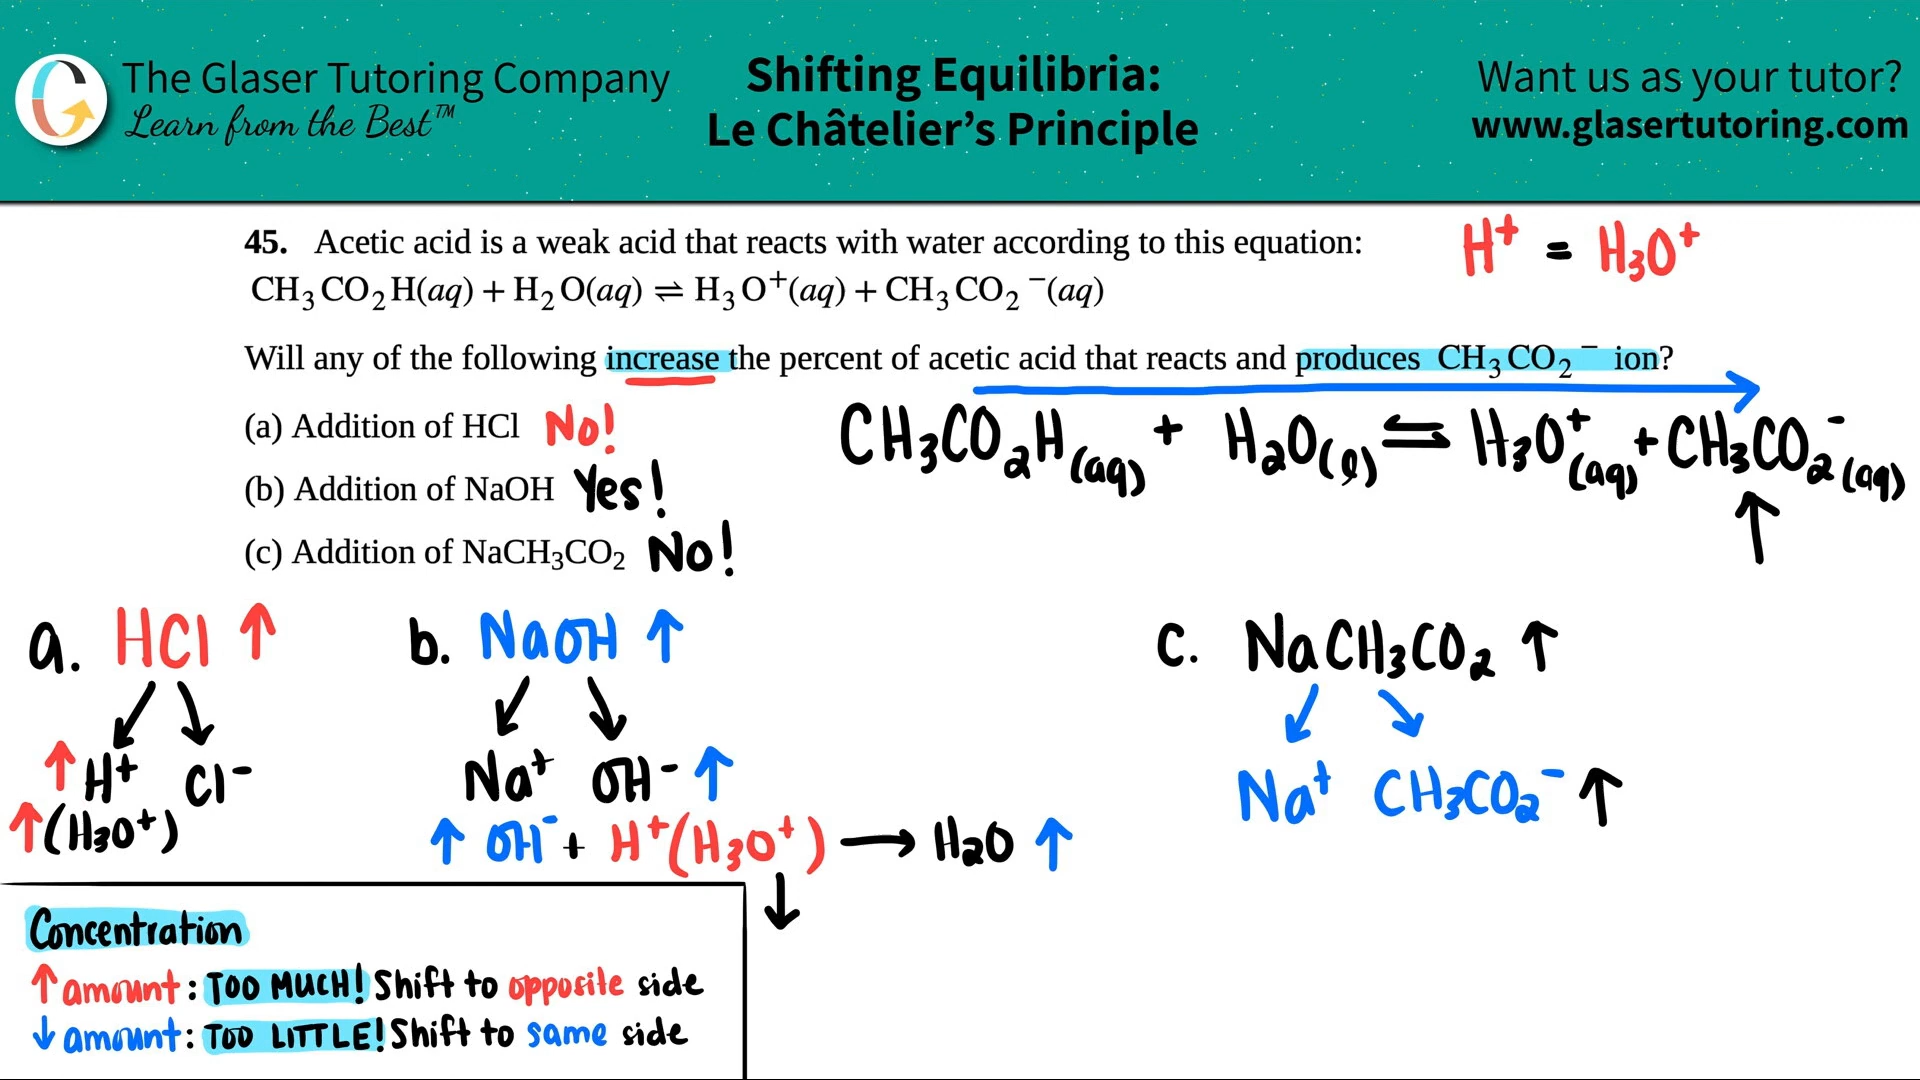 The Glaser Tutoring Company
Learn from the Best™
Shifting Equilibria:
Le Châtelier's Principle
Want us as your tutor?
www.glasertutoring.com
45. Acetic acid is a weak acid that reacts with water according to this equation:
CH₃CO₂H(aq) + H₂O(aq) ⇌ H₃O⁺(aq) + CH₃CO₂⁻(aq)
H⁺ = H₃O⁺
Will any of the following increase the percent of acetic acid that reacts and produces CH₃CO₂⁻ ion?
(a) Addition of HCl No!
(b) Addition of NaOH Yes!
(c) Addition of NaCH₃CO₂ No!
CH₃CO₂H(aq) + H₂O(l) ⇌ H₃O⁺(aq) + CH₃CO₂⁻(aq)
↑
a. HCl ↑
↑ H⁺ Cl⁻
↑(H₃O⁺)
b. NaOH ↑
Na⁺ OH⁻ ↑
↑ OH⁻ + H⁺(H₃O⁺) → H₂O ↑
↓
c. NaCH₃CO₂ ↑
Na⁺ CH₃CO₂⁻ ↑
Concentration
↑ amount: TOO MUCH! Shift to opposite side
↓ amount: TOO LITTLE! Shift to same side